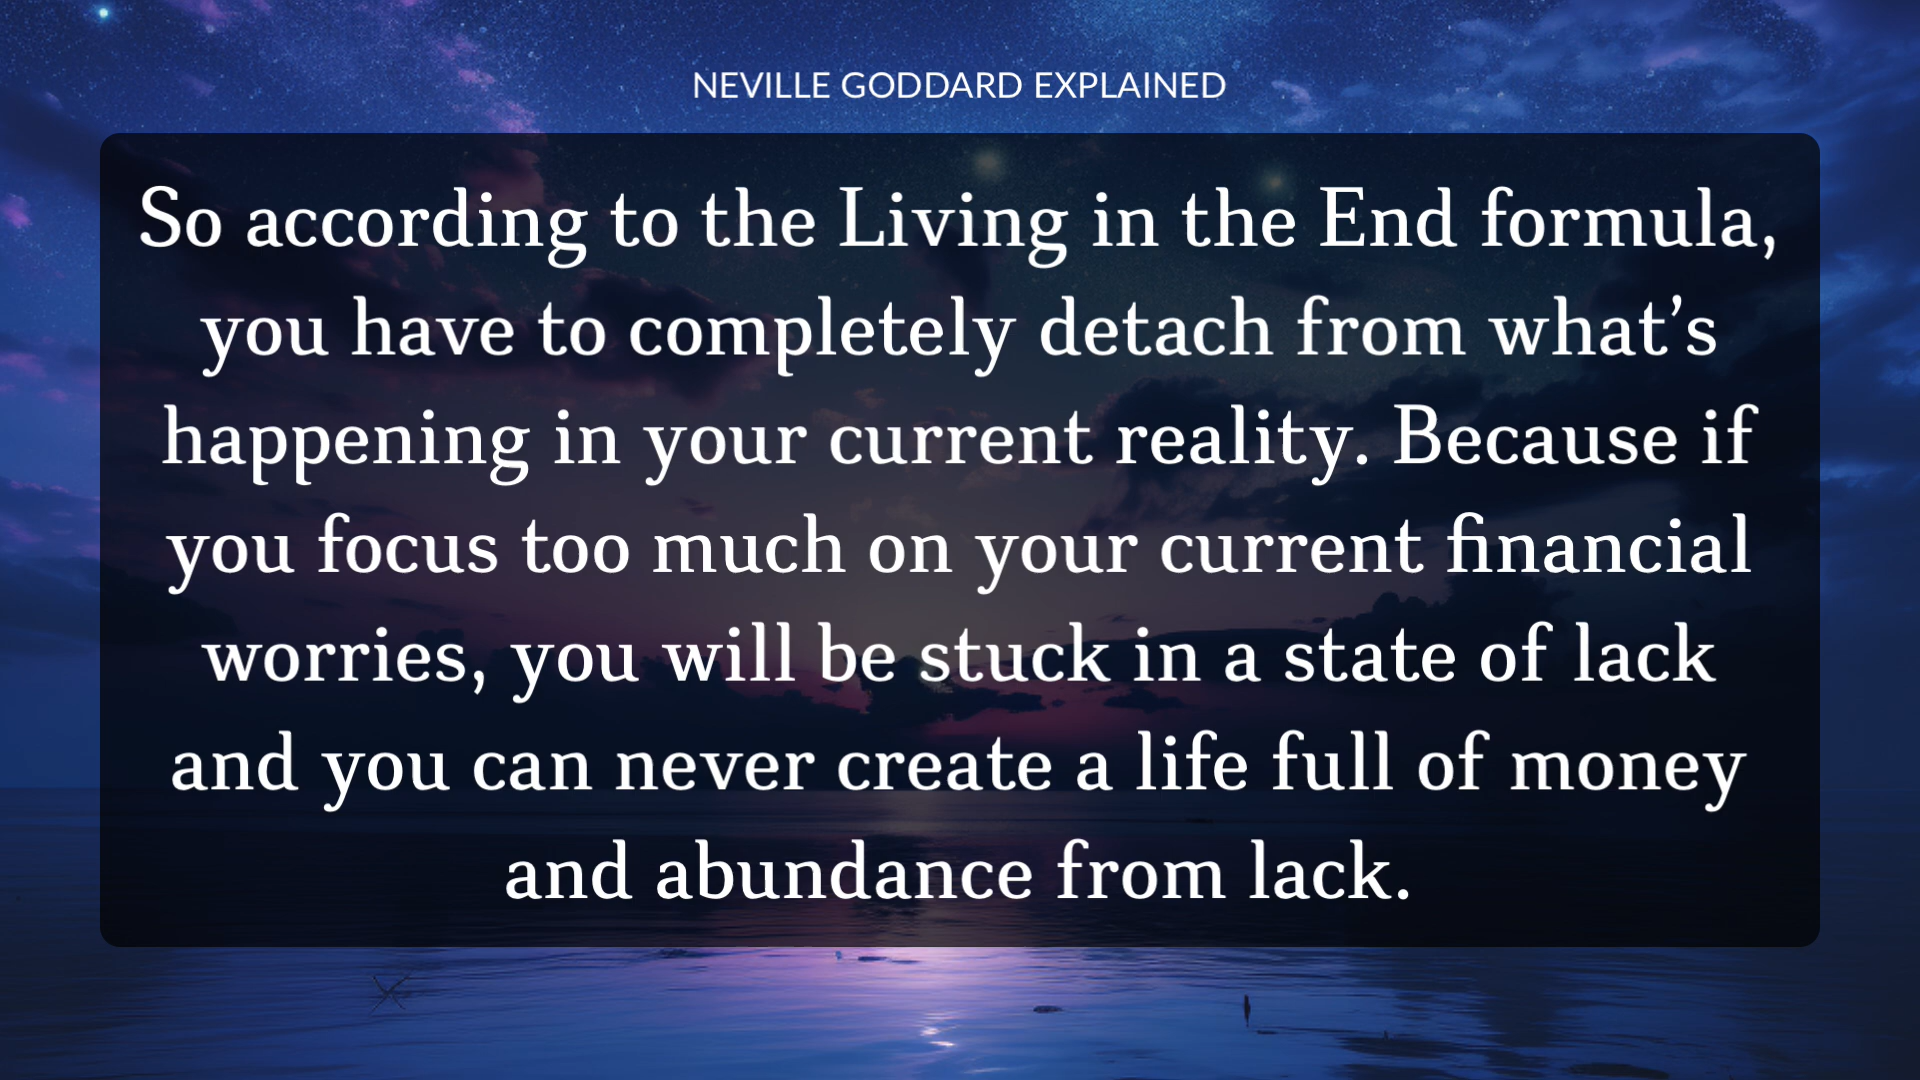 NEVILLE GODDARD EXPLAINED
So according to the Living in the End formula,
you have to completely detach from what’s
happening in your current reality. Because if
you focus too much on your current financial
worries, you will be stuck in a state of lack
and you can never create a life full of money
and abundance from lack.